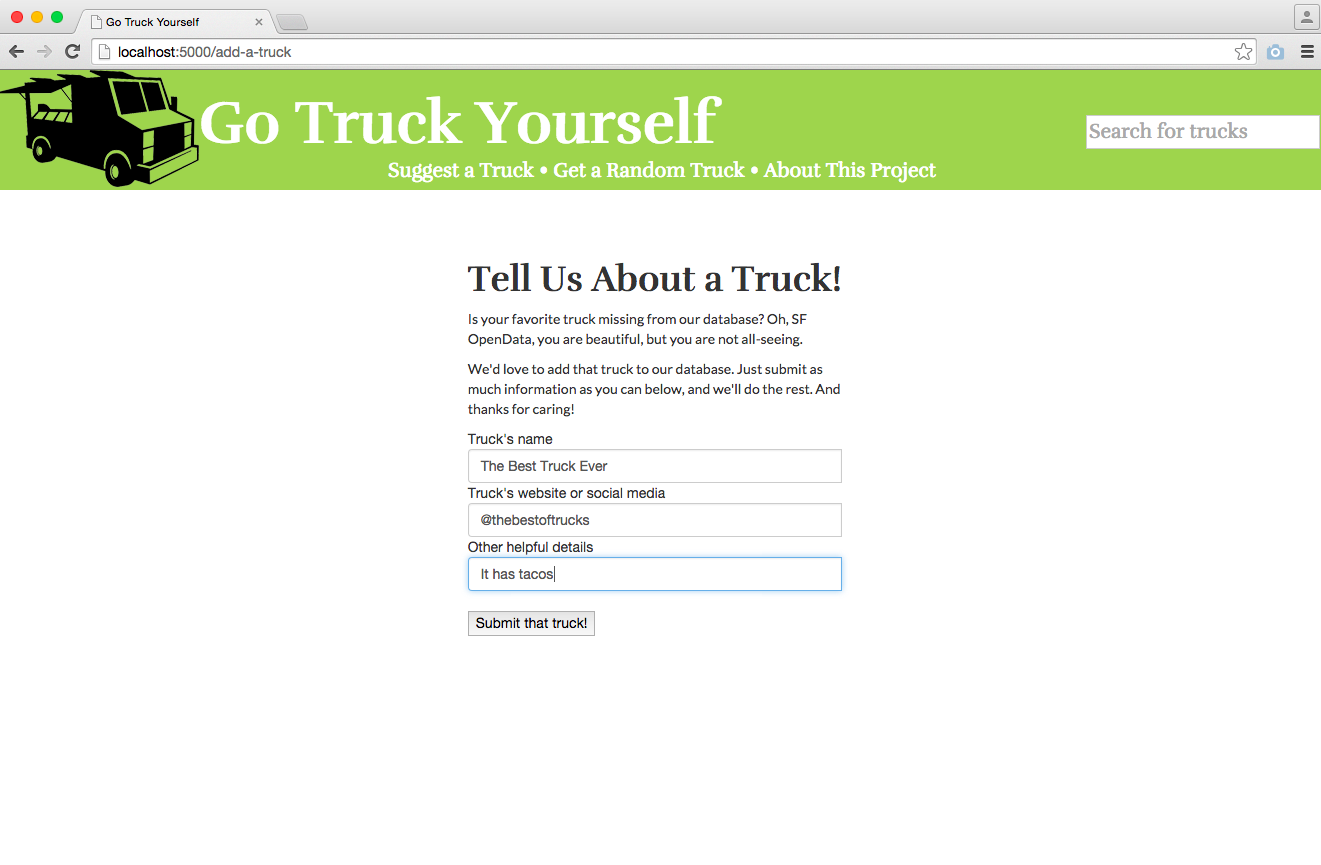 Go Truck Yourself
localhost:5000/add-a-truck
Go Truck Yourself
Search for trucks
Suggest a Truck • Get a Random Truck • About This Project
Tell Us About a Truck!
Is your favorite truck missing from our database? Oh, SF
OpenData, you are beautiful, but you are not all-seeing.
We'd love to add that truck to our database. Just submit as
much information as you can below, and we'll do the rest. And
thanks for caring!
Truck's name
The Best Truck Ever
Truck's website or social media
@thebestoftrucks
Other helpful details
It has tacos
Submit that truck!